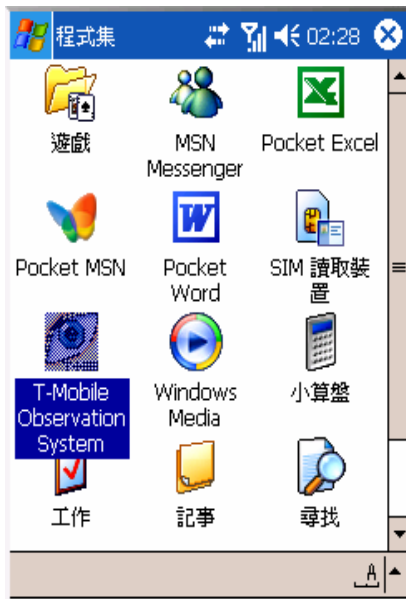 程式集 02:28
遊戲
MSN
Messenger
Pocket Excel
Pocket MSN
Pocket
Word
SIM 讀取裝
置
T-Mobile
Observation
System
Windows
Media
小算盤
工作
記事
尋找
A